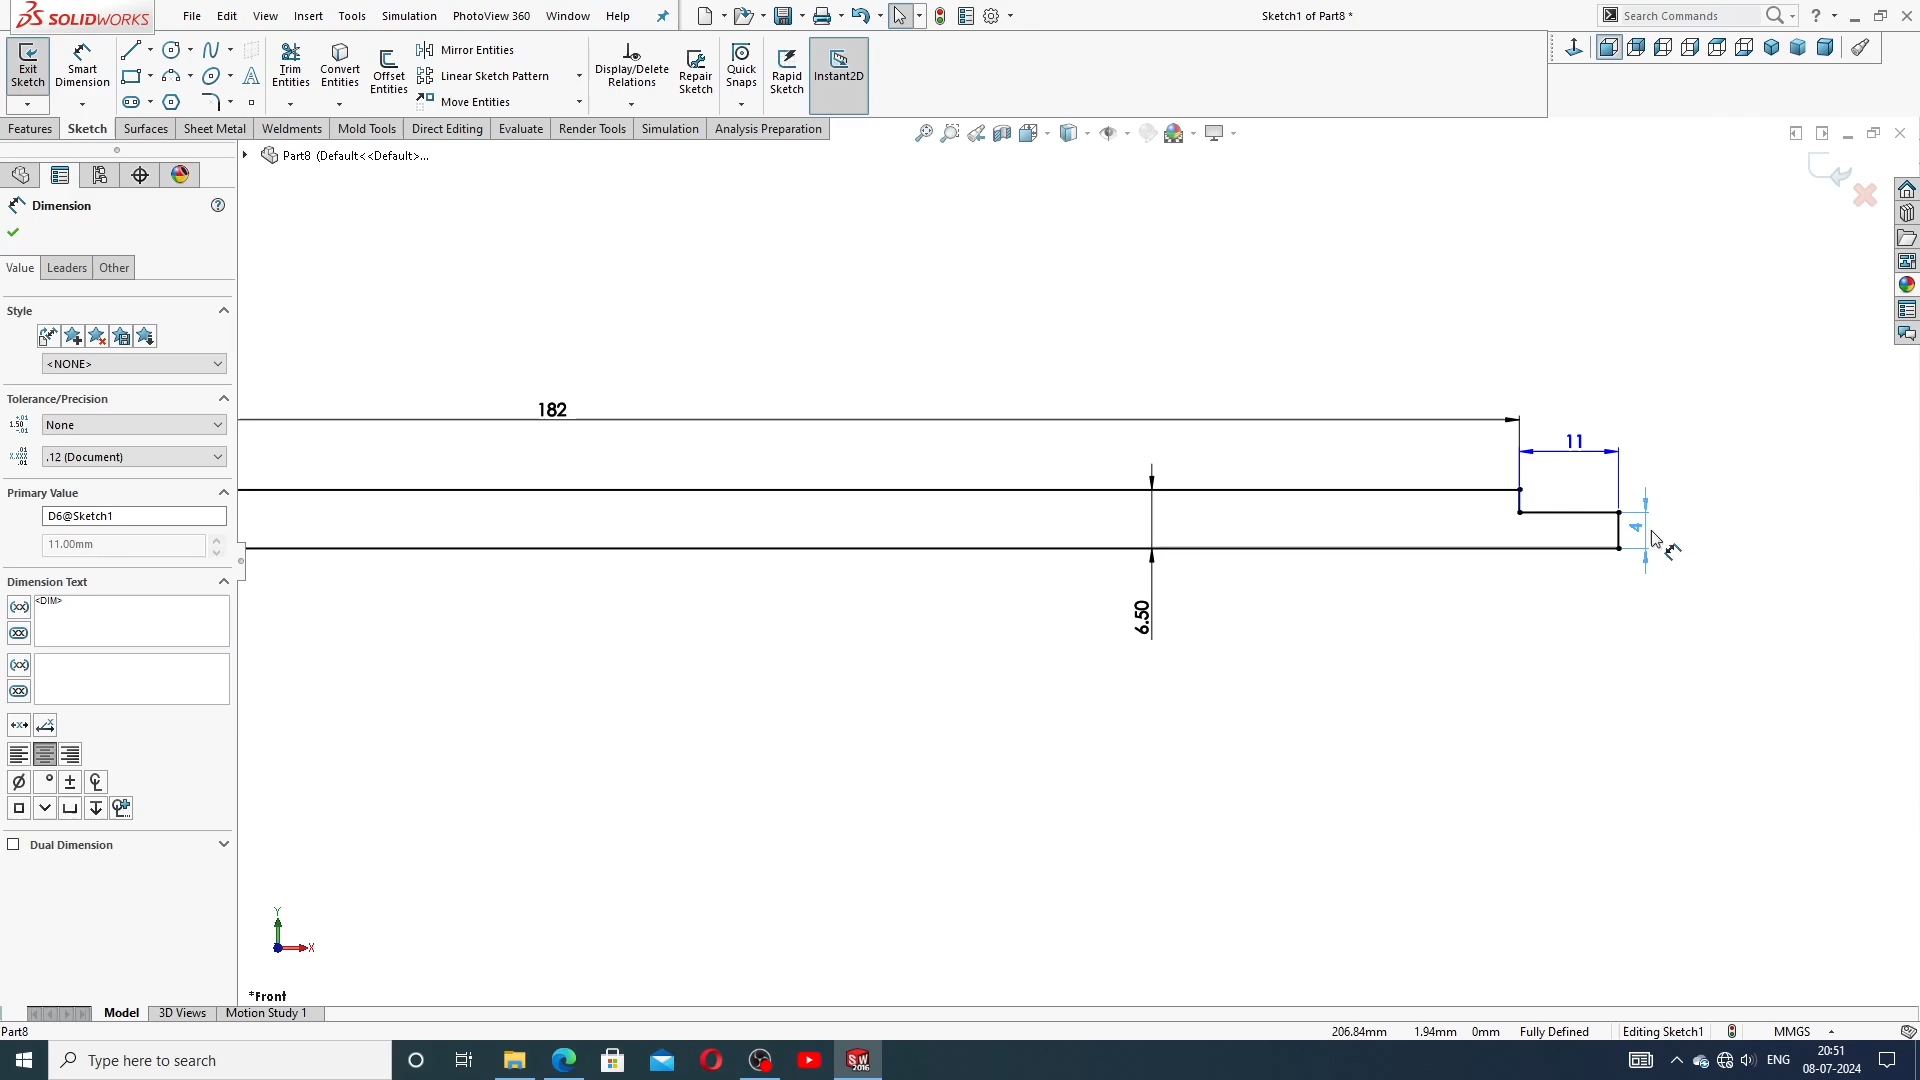 SOLIDWORKS
File Edit View Insert Tools Simulation PhotoView 360 Window Help
Sketch1 of Part8 *
Search Commands
Exit Sketch
Smart Dimension
Trim Entities
Convert Entities
Offset Entities
Mirror Entities
Linear Sketch Pattern
Move Entities
Display/Delete Relations
Repair Sketch
Quick Snaps
Rapid Sketch
Instant2D
Features Sketch Surfaces Sheet Metal Weldments Mold Tools Direct Editing Evaluate Render Tools Simulation Analysis Preparation
Part8 (Default<<Default>...
Dimension
Value Leaders Other
Style
<NONE>
Tolerance/Precision
None
.12 (Document)
Primary Value
D6@Sketch1
11.00mm
Dimension Text
<DIM>
Dual Dimension
182
11
4
6.50
Y
X
*Front
Model 3D Views Motion Study 1
Part8
206.84mm 1.94mm 0mm Fully Defined Editing Sketch1 MMGS
Type here to search
SW 2016
ENG
20:51
08-07-2024